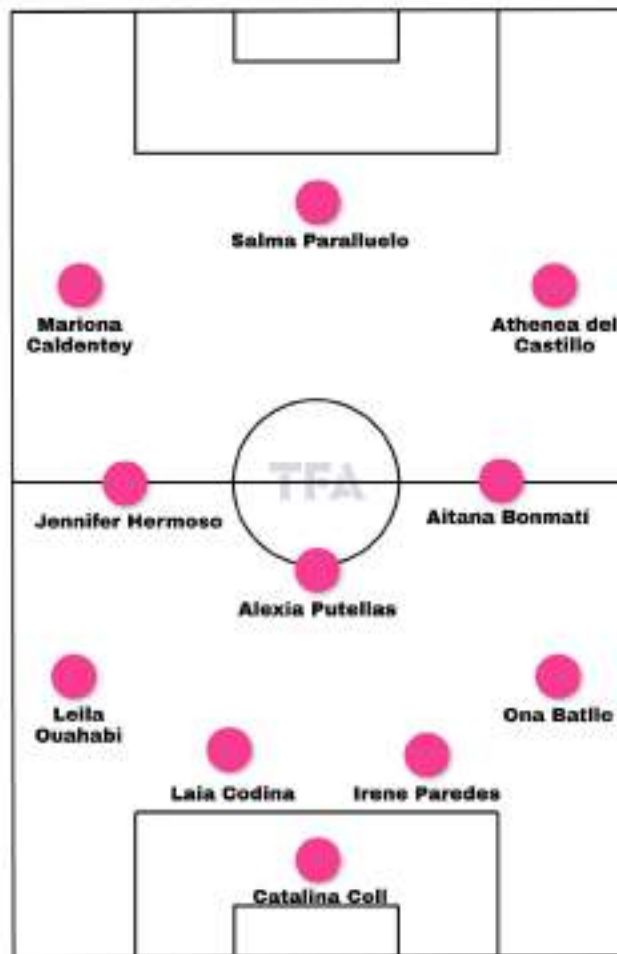 Salma Paralluelo
Mariona
Caldentey
Athenea del
Castillo
TFA
Jennifer Hermoso
Aitana Bonmatí
Alexia Putellas
Leila
Ouahabi
Ona Batlle
Laia Codina
Irene Paredes
Catalina Coll